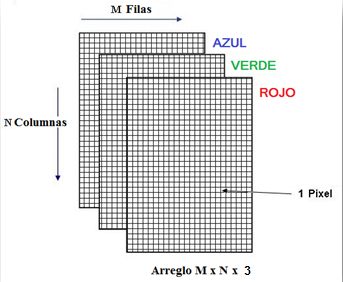 M Filas
AZUL
VERDE
ROJO
N Columnas
1 Pixel
Arreglo M x N x 3